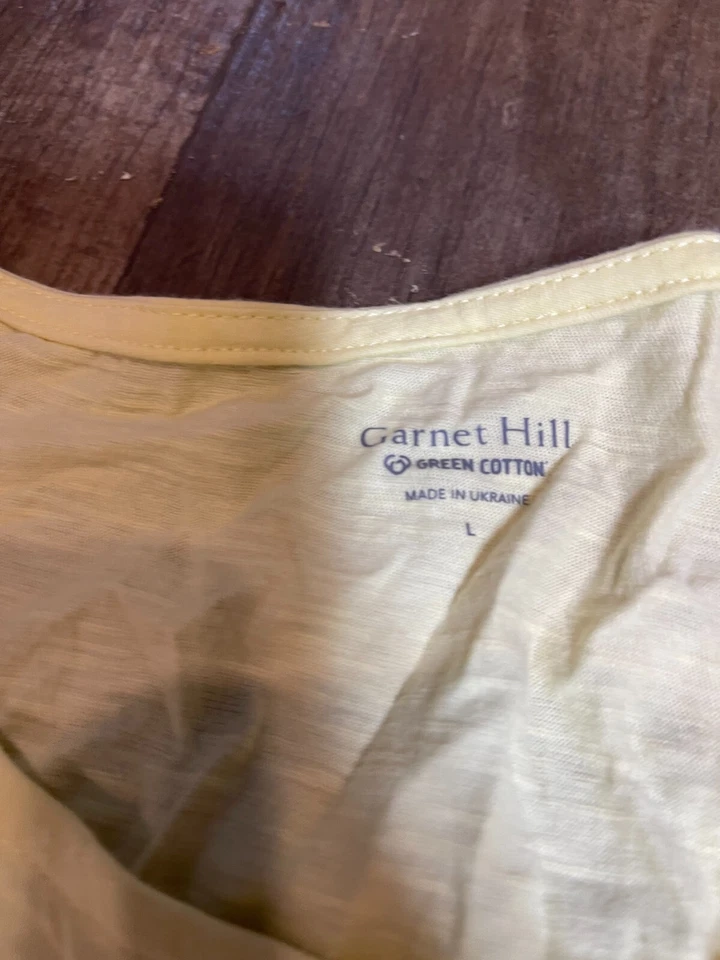 Garnet Hill
GREEN COTTON
MADE IN UKRAINE
L